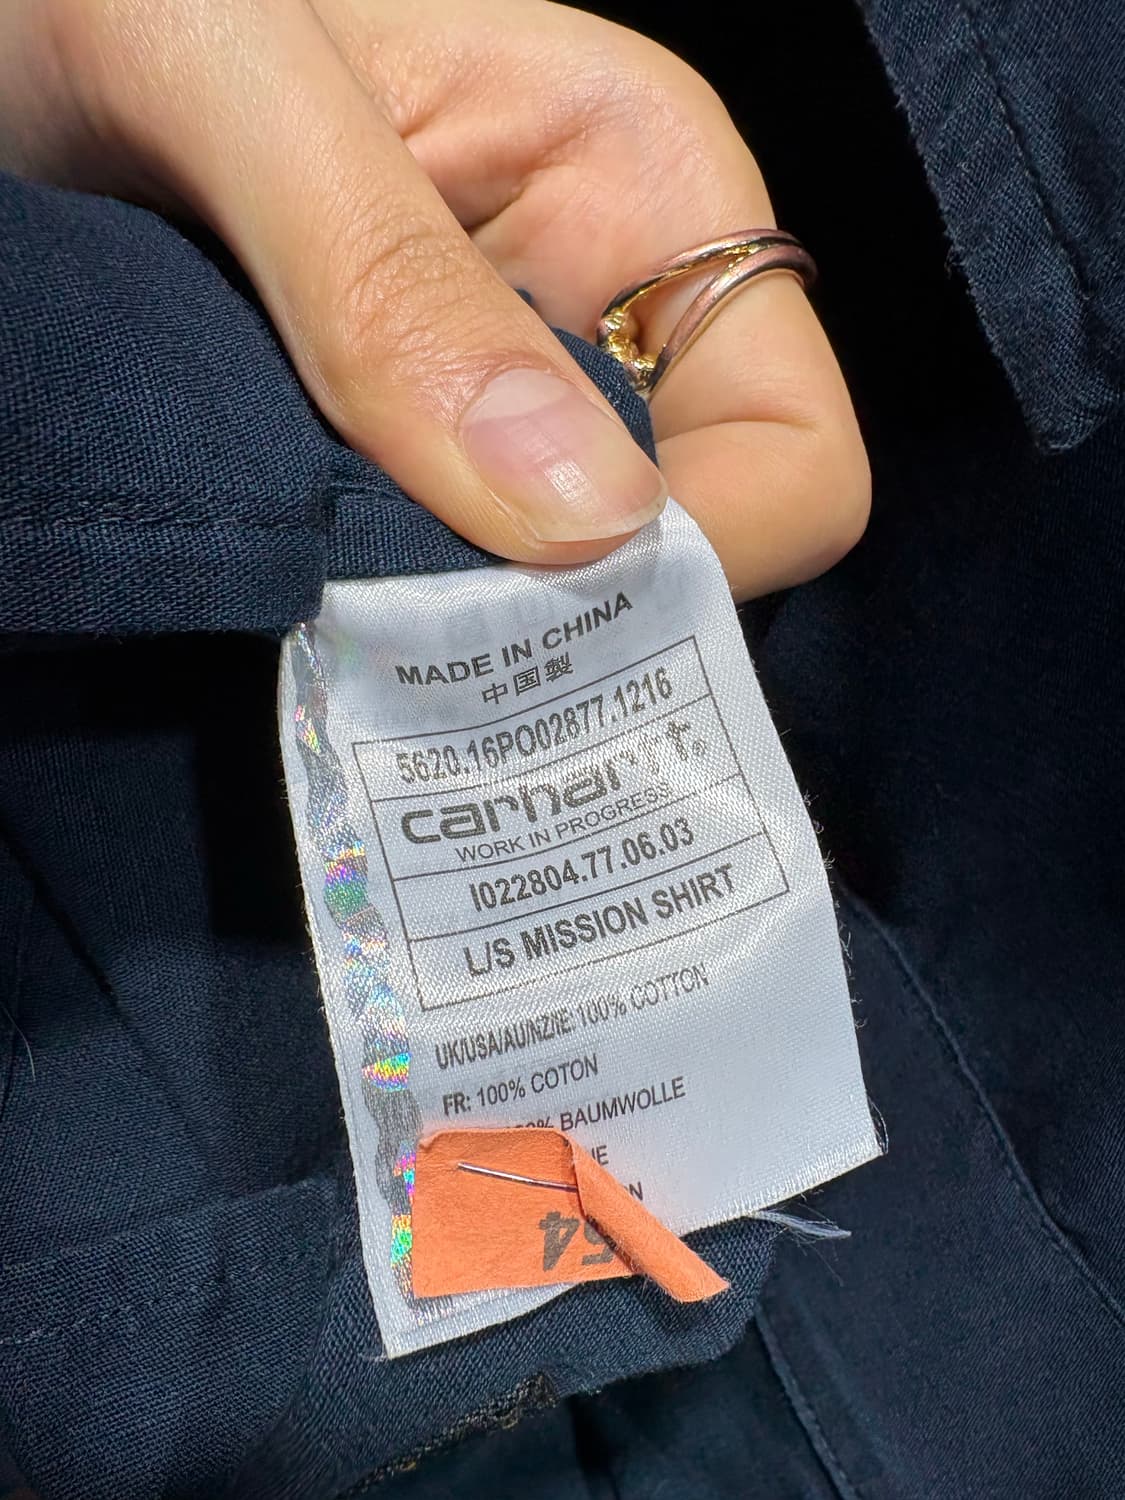 MADE IN CHINA
中国製
5620.16PO02877.1216
carhartt®
WORK IN PROGRESS
I022804.77.06.03
L/S MISSION SHIRT
UK/USA/AU/NZ/IE: 100% COTTON
FR: 100% COTON
BAUMWOLLE
54